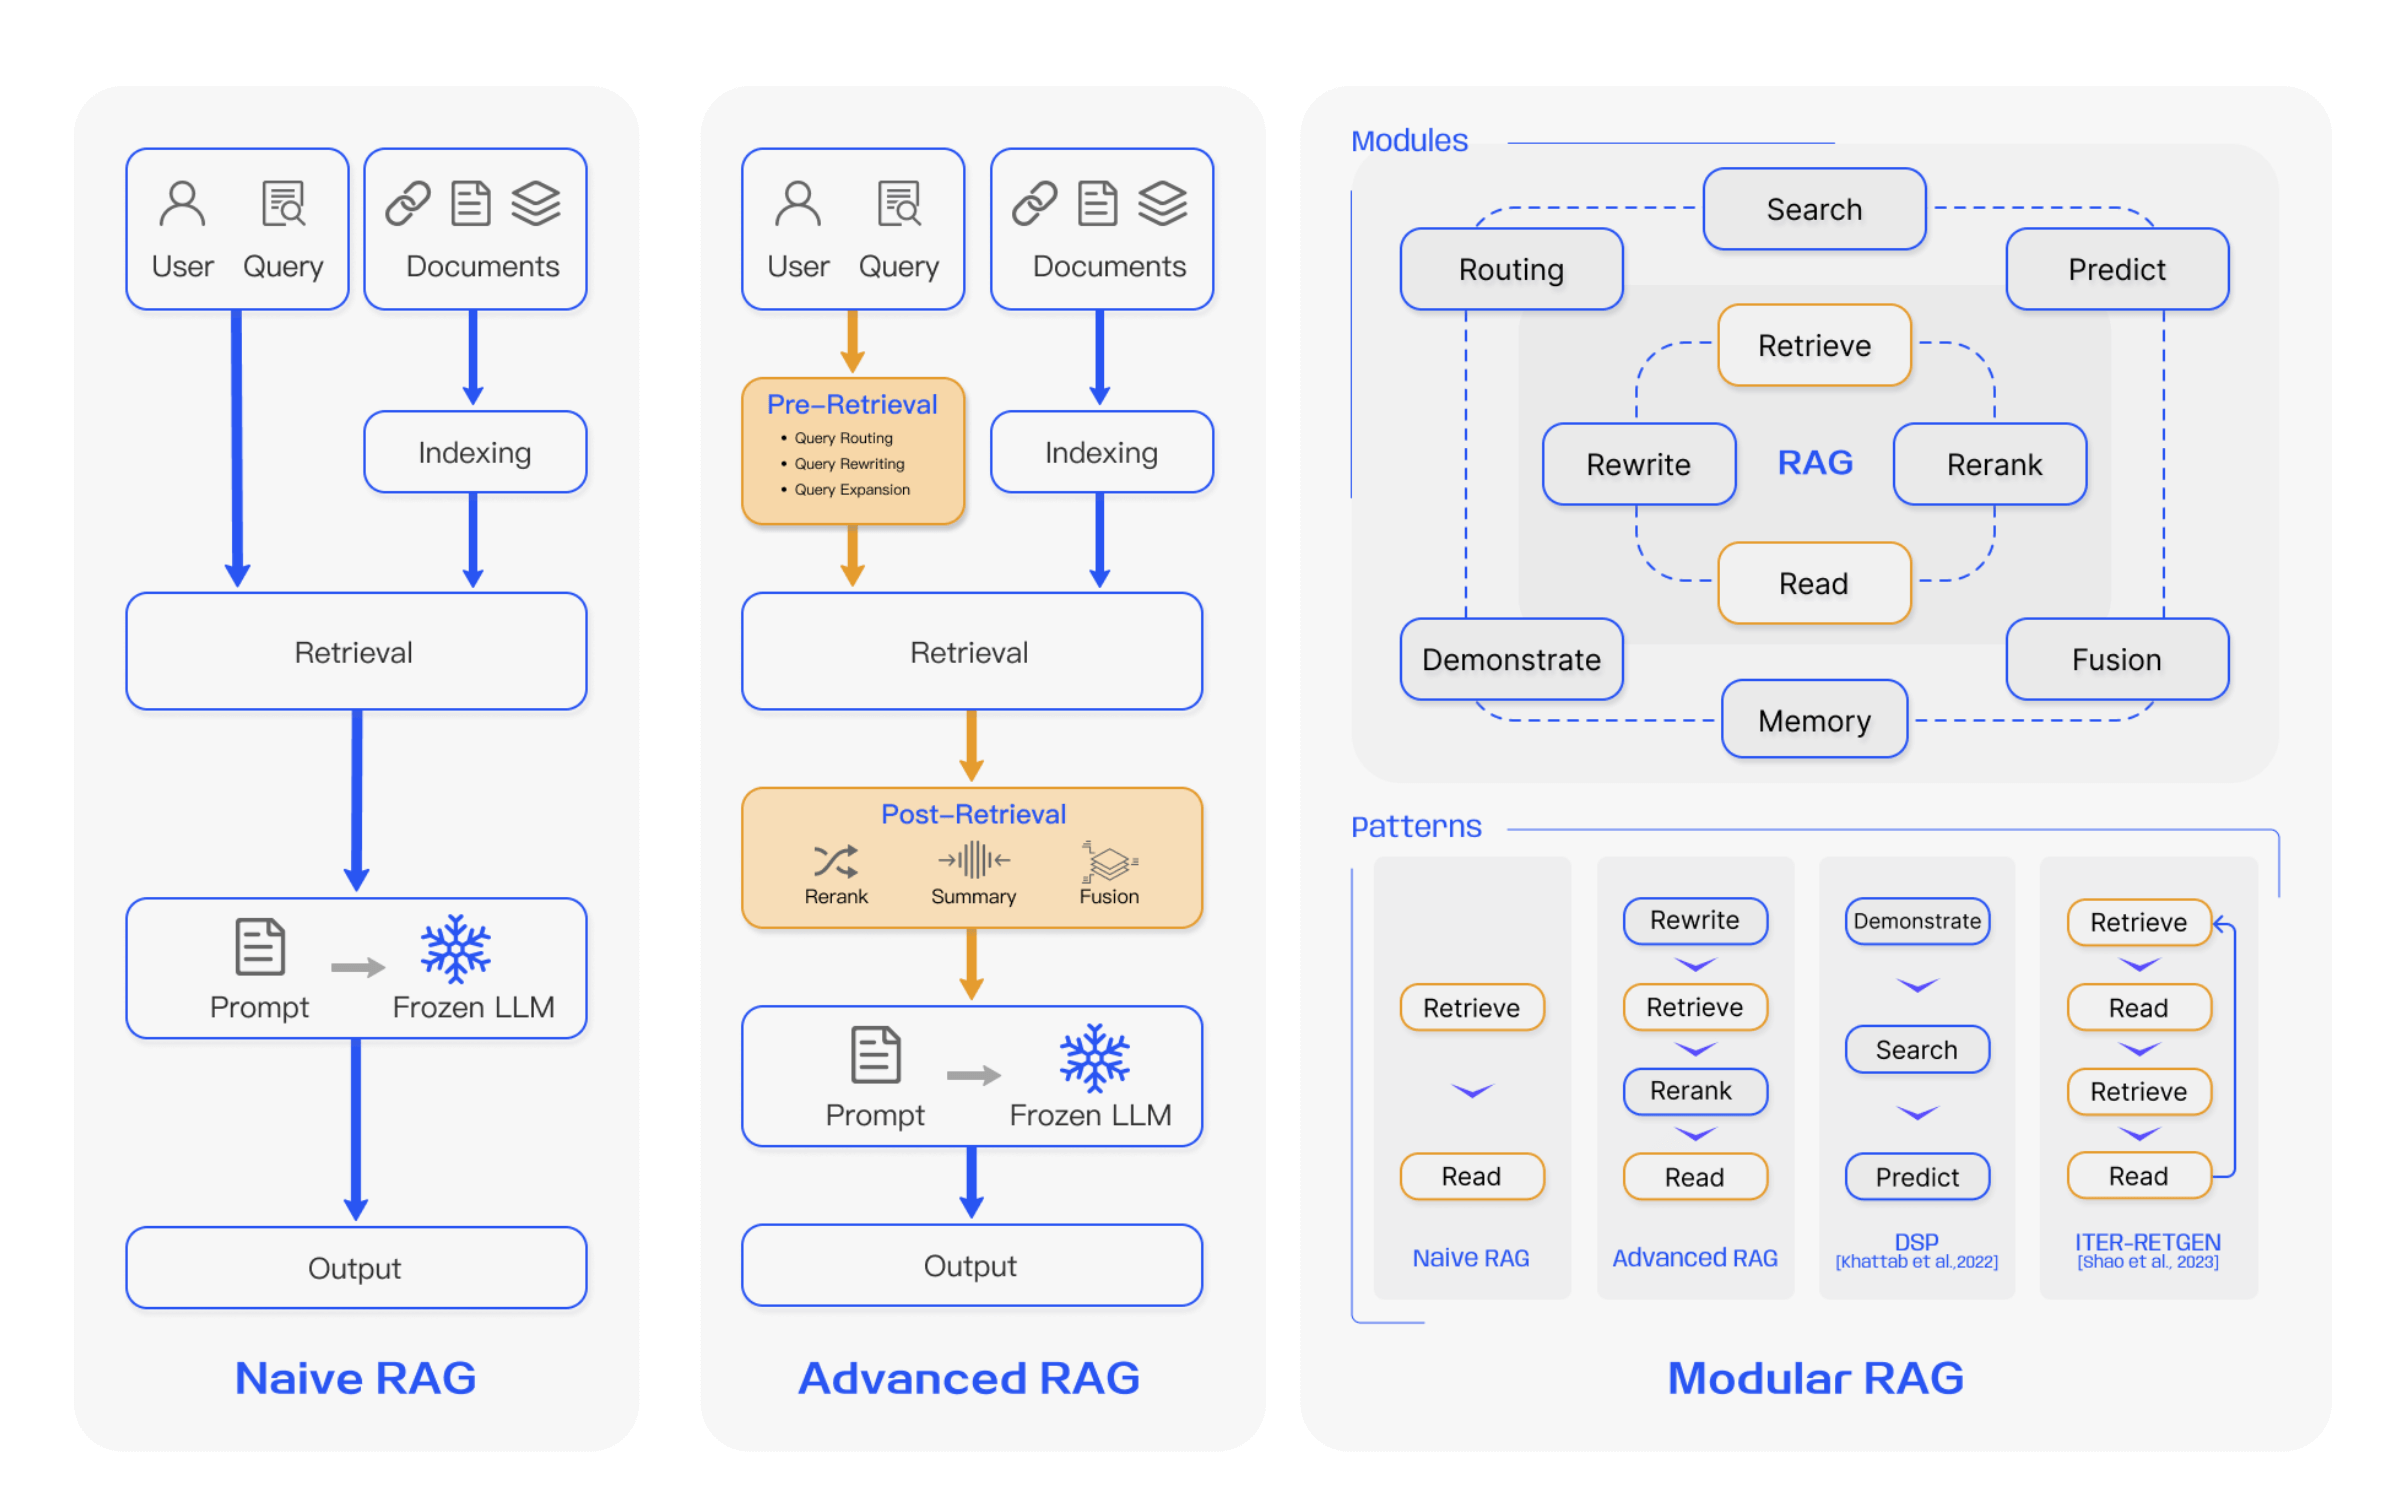 User Query
Documents
Indexing
Retrieval
Prompt
Frozen LLM
Output
Naive RAG
User Query
Documents
Pre-Retrieval
• Query Routing
• Query Rewriting
• Query Expansion
Indexing
Retrieval
Post-Retrieval
Rerank
Summary
Fusion
Prompt
Frozen LLM
Output
Advanced RAG
Modules
Search
Routing
Predict
Retrieve
Rewrite
RAG
Rerank
Read
Demonstrate
Fusion
Memory
Patterns
Retrieve
Read
Naive RAG
Rewrite
Retrieve
Rerank
Read
Advanced RAG
Demonstrate
Search
Predict
DSP
[Khattab et al.,2022]
Retrieve
Read
Retrieve
Read
ITER-RETGEN
[Shao et al., 2023]
Modular RAG